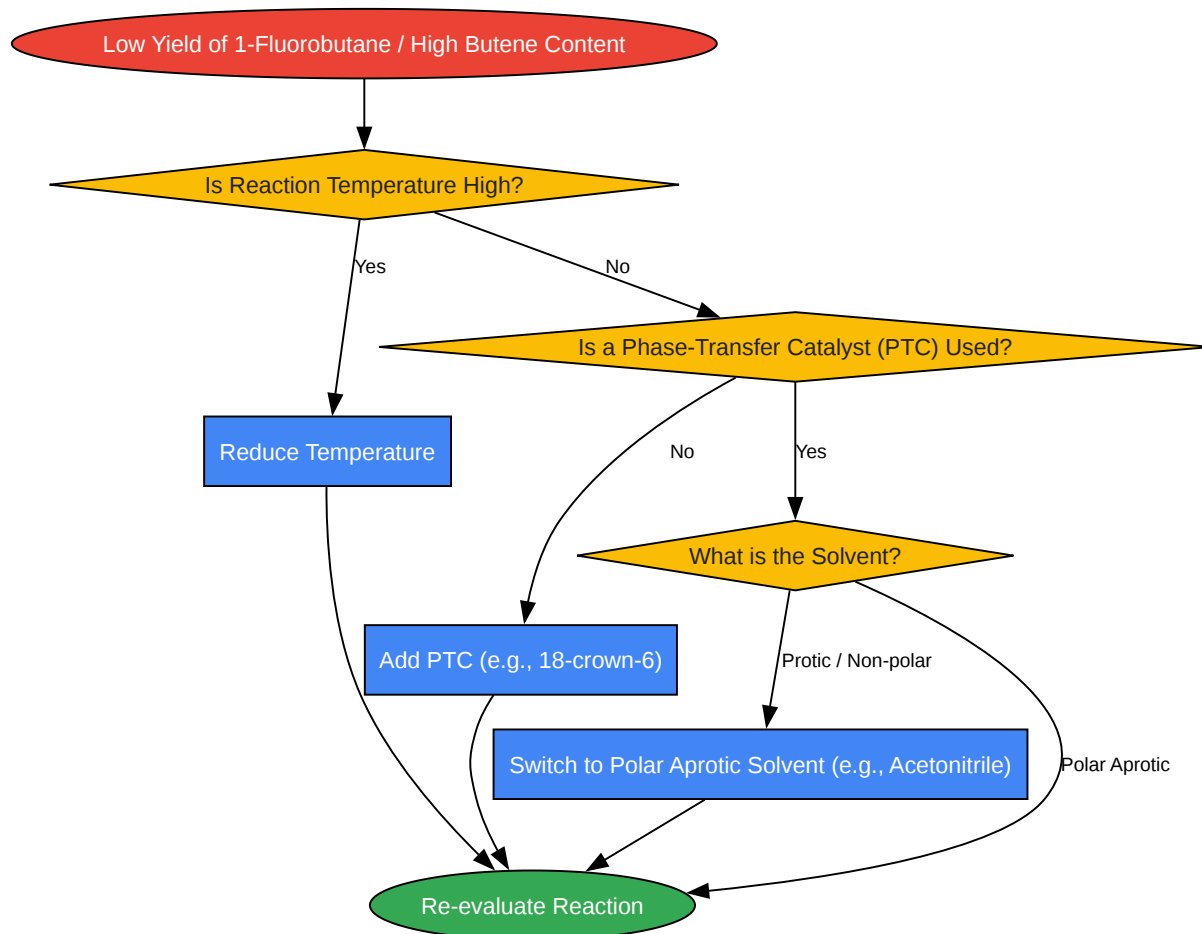 Low Yield of 1-Fluorobutane / High Butene Content
Is Reaction Temperature High?
Yes
No
Is a Phase-Transfer Catalyst (PTC) Used?
Reduce Temperature
No
Yes
What is the Solvent?
Add PTC (e.g., 18-crown-6)
Protic / Non-polar
Switch to Polar Aprotic Solvent (e.g., Acetonitrile)
Polar Aprotic
Re-evaluate Reaction